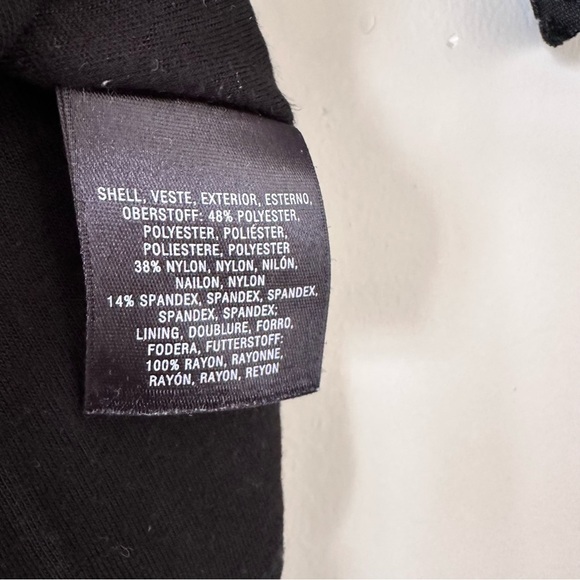 SHELL, VESTE, EXTERIOR, ESTERNO,
OBERSTOFF: 48% POLYESTER,
POLYESTER, POLIÉSTER,
POLIESTERE, POLYESTER
38% NYLON, NYLON, NILÓN,
NAILON, NYLON
14% SPANDEX, SPANDEX, SPANDEX,
SPANDEX, SPANDEX;
LINING, DOUBLURE, FORRO,
FODERA, FUTTERSTOFF:
100% RAYON, RAYONNE,
RAYÓN, RAYON, REYON